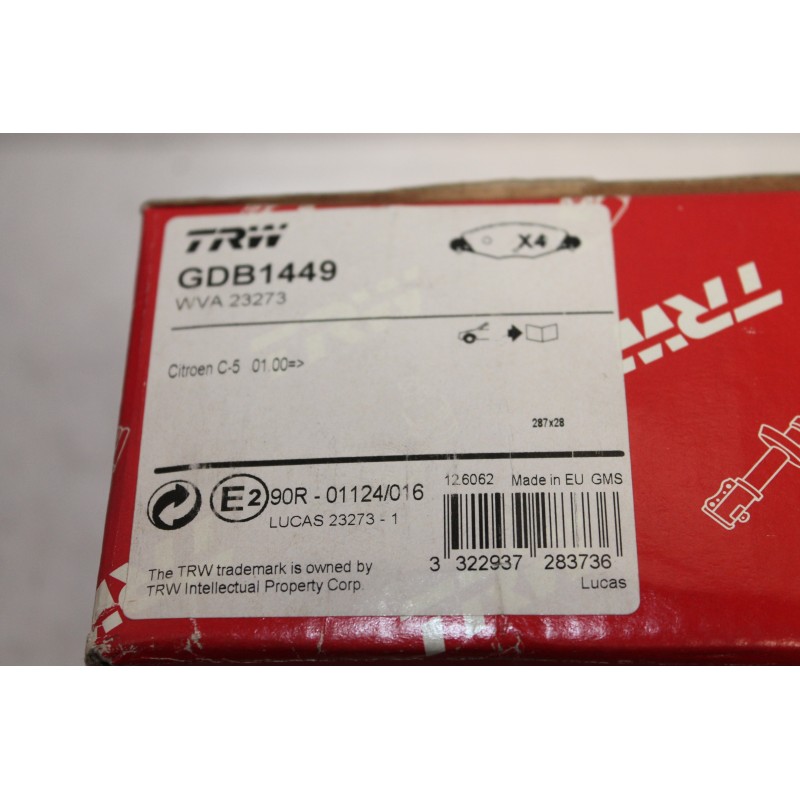 TRW
X4
GDB1449
WVA 23273
Citroen C-5 01.00=>
287x28
E2 90R - 01124/016
LUCAS 23273 - 1
12.6062 Made in EU GMS
3 322937 283736
Lucas
The TRW trademark is owned by
TRW Intellectual Property Corp.
TRW